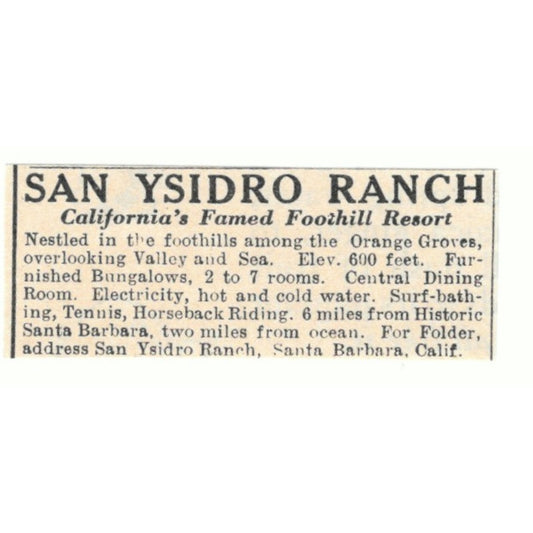 SAN YSIDRO RANCH
California's Famed Foothill Resort
Nestled in the foothills among the Orange Groves,
overlooking Valley and Sea. Elev. 600 feet. Fur-
nished Bungalows, 2 to 7 rooms. Central Dining
Room. Electricity, hot and cold water. Surf-bath-
ing, Tennis, Horseback Riding. 6 miles from Historic
Santa Barbara, two miles from ocean. For Folder,
address San Ysidro Ranch, Santa Barbara, Calif.